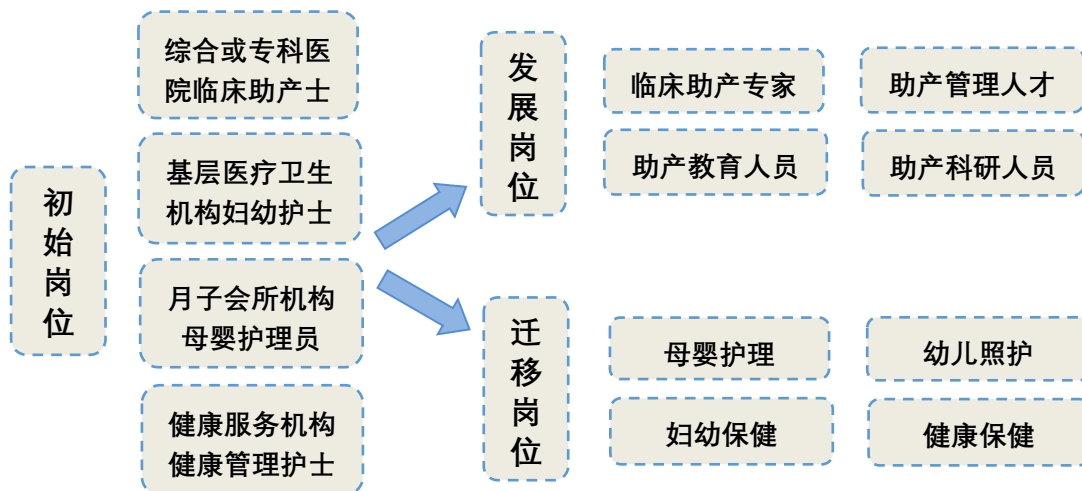 初始岗位
综合或专科医
院临床助产士
基层医疗卫生
机构妇幼护士
月子会所机构
母婴护理员
健康服务机构
健康管理护士
发展岗位
临床助产专家
助产管理人才
助产教育人员
助产科研人员
迁移岗位
母婴护理
幼儿照护
妇幼保健
健康保健